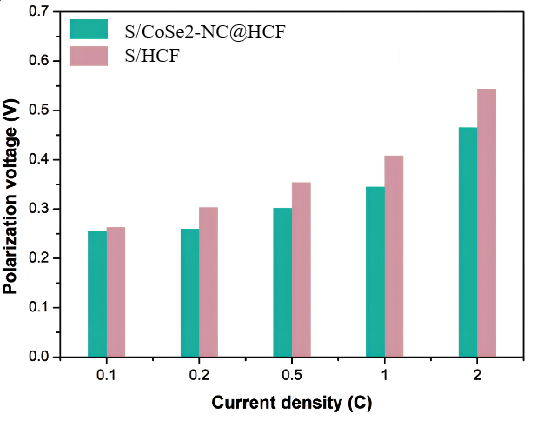 0.7
S/CoSe2-NC@HCF
S/HCF
0.6
0.5
0.4
0.3
0.2
0.1
0.0
Polarization voltage (V)
0.1 0.2 0.5 1 2
Current density (C)